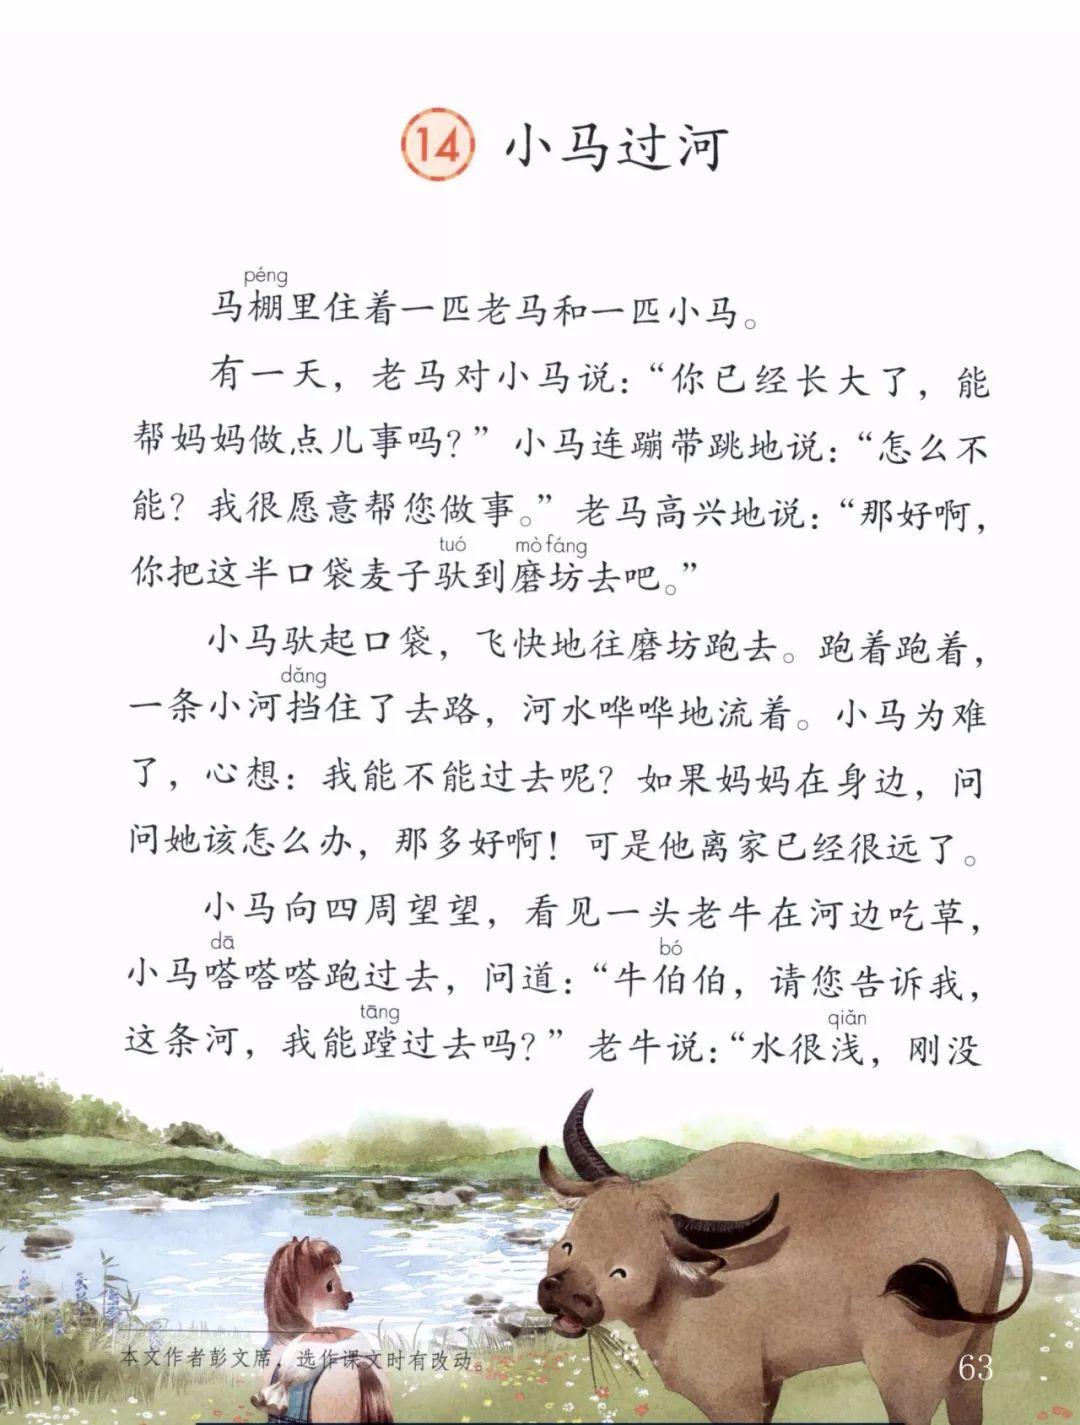 14 小马过河
péng
马棚里住着一匹老马和一匹小马。
有一天，老马对小马说：“你已经长大了，能
帮妈妈做点儿事吗？”小马连蹦带跳地说：“怎么不
能？我很愿意帮您做事。”老马高兴地说：“那好啊，
tuó mò fáng
你把这半口袋麦子驮到磨坊去吧。”
小马驮起口袋，飞快地往磨坊跑去。跑着跑着，
dǎng
一条小河挡住了去路，河水哗哗地流着。小马为难
了，心想：我能不能过去呢？如果妈妈在身边，问
问她该怎么办，那多好啊！可是他离家已经很远了。
小马向四周望望，看见一头老牛在河边吃草，
dā bó
小马嗒嗒嗒跑过去，问道：“牛伯伯，请您告诉我，
tāng qiǎn
这条河，我能蹚过去吗？”老牛说：“水很浅，刚没
本文作者彭文席，选作课文时有改动。
63